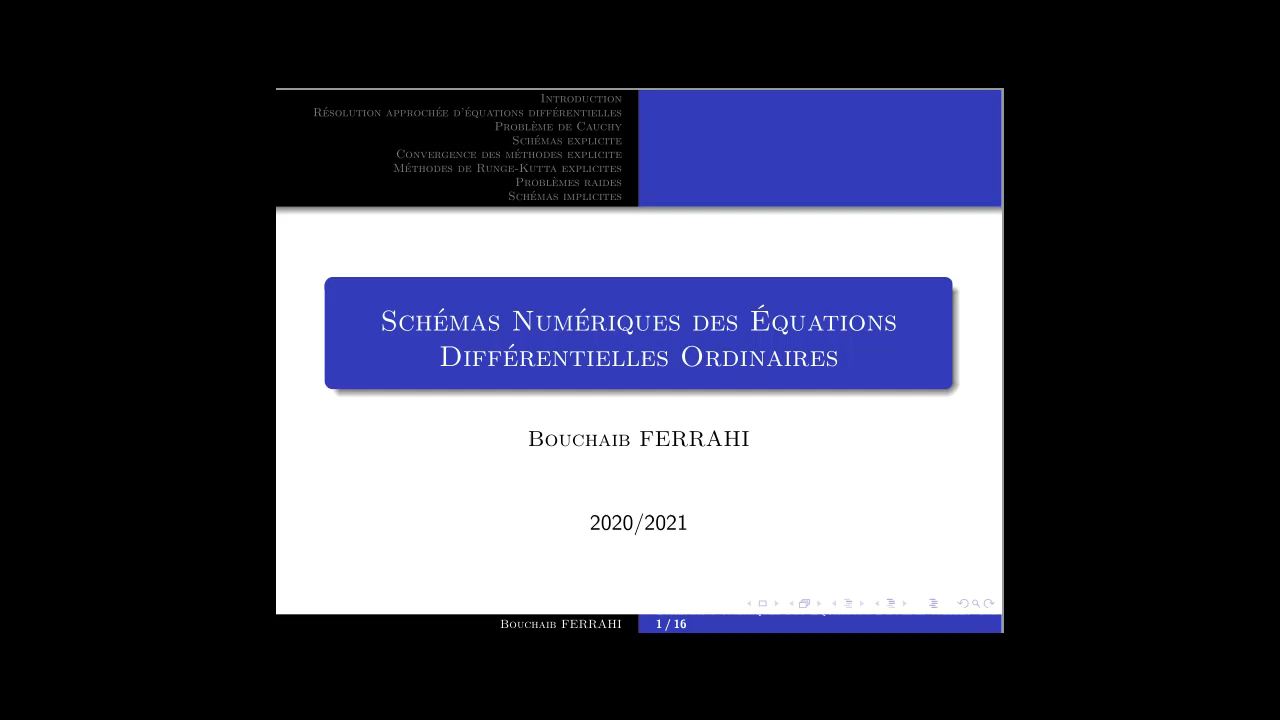 Introduction
Résolution approchée d'équations différentielles
Problème de Cauchy
Schémas explicite
Convergence des méthodes explicite
Méthodes de Runge-Kutta explicites
Problèmes raides
Schémas implicites
Schémas Numériques des Équations
Différentielles Ordinaires
Bouchaib FERRAHI
2020/2021
Bouchaib FERRAHI
1 / 16